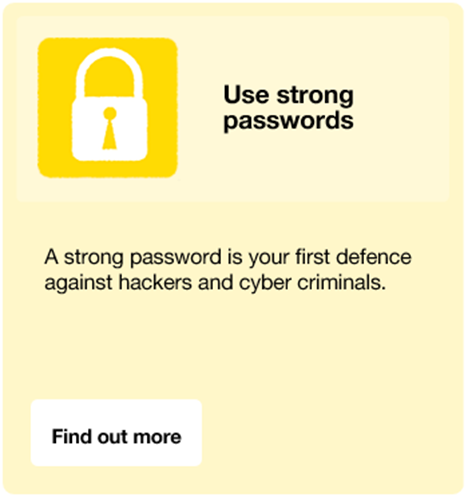 Use strong
passwords
A strong password is your first defence
against hackers and cyber criminals.
Find out more